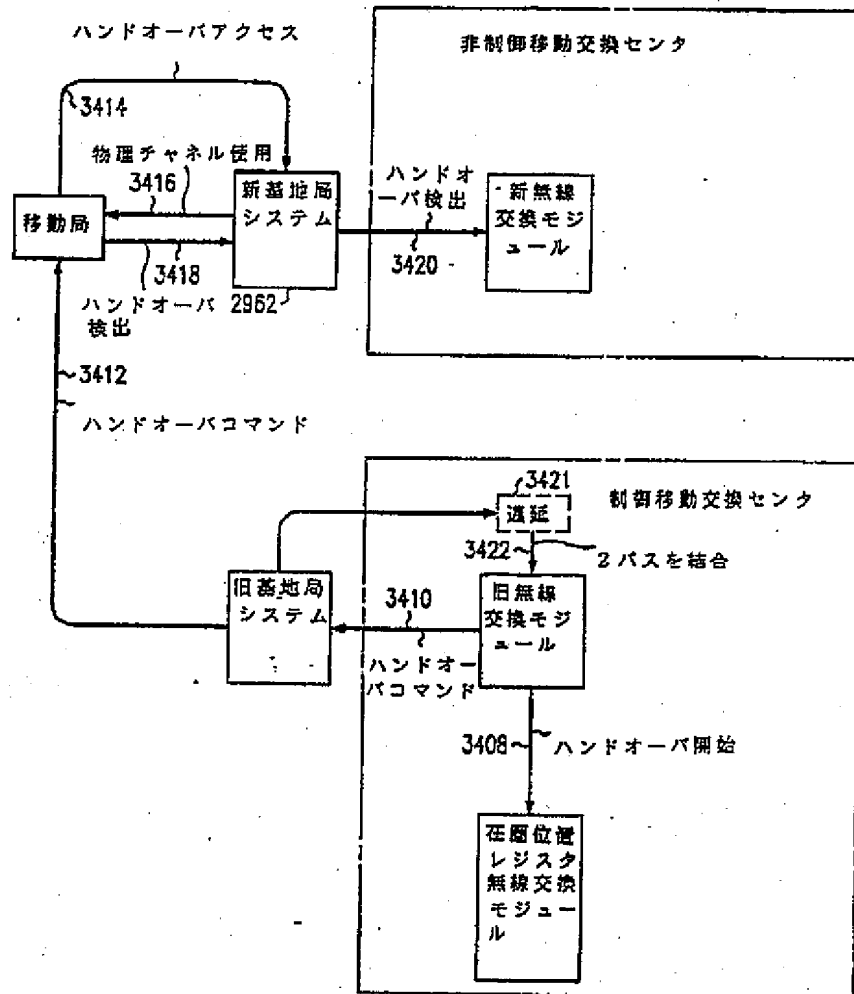 ハンドオーバアクセス
非制御移動交換センタ
3414
物理チャネル使用
3416
新基地局
システム
ハンドオ
ーバ検出
新無線
交換モジ
ュール
移動局
3418
3420
ハンドオーバ
検出
2962
3412
ハンドオーバコマンド
3421
遅延
制御移動交換センタ
3422
2パスを結合
旧基地局
システム
3410
旧無線
交換モジ
ュール
ハンドオー
バコマンド
3408
ハンドオーバ開始
在圏位置
レジスタ
無線交換
モジュー
ル